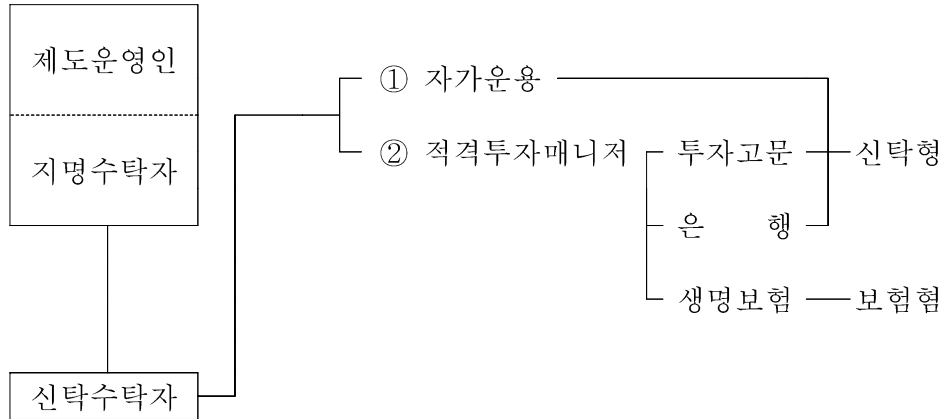 제도운영인
지명수탁자
신탁수탁자
① 자가운용
② 적격투자매니저
투자고문
신탁형
은 행
생명보험
보험혐